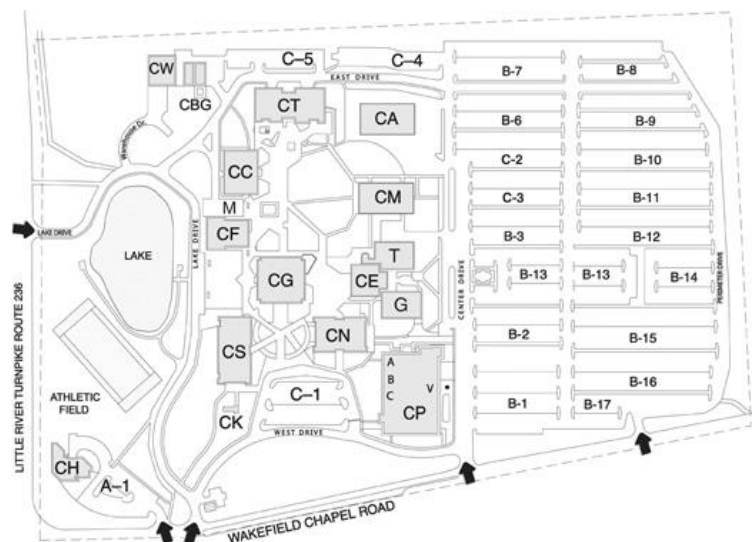 C-5
C-4
B-7
B-8
CW
EAST DRIVE
CBG
CT
CA
B-6
B-9
Warehouse Dr.
C-2
B-10
CC
CM
C-3
B-11
M
LAKE DRIVE
CF
B-3
B-12
LAKE DRIVE
LAKE
T
CG
CE
CENTER DRIVE
B-13
B-13
B-14
PERIMETER DRIVE
G
LITTLE RIVER TURNPIKE ROUTE 236
CS
CN
B-2
B-15
A
B
C
V
CP
ATHLETIC
FIELD
C-1
B-16
CK
B-1
B-17
WEST DRIVE
CH
A-1
WAKEFIELD CHAPEL ROAD